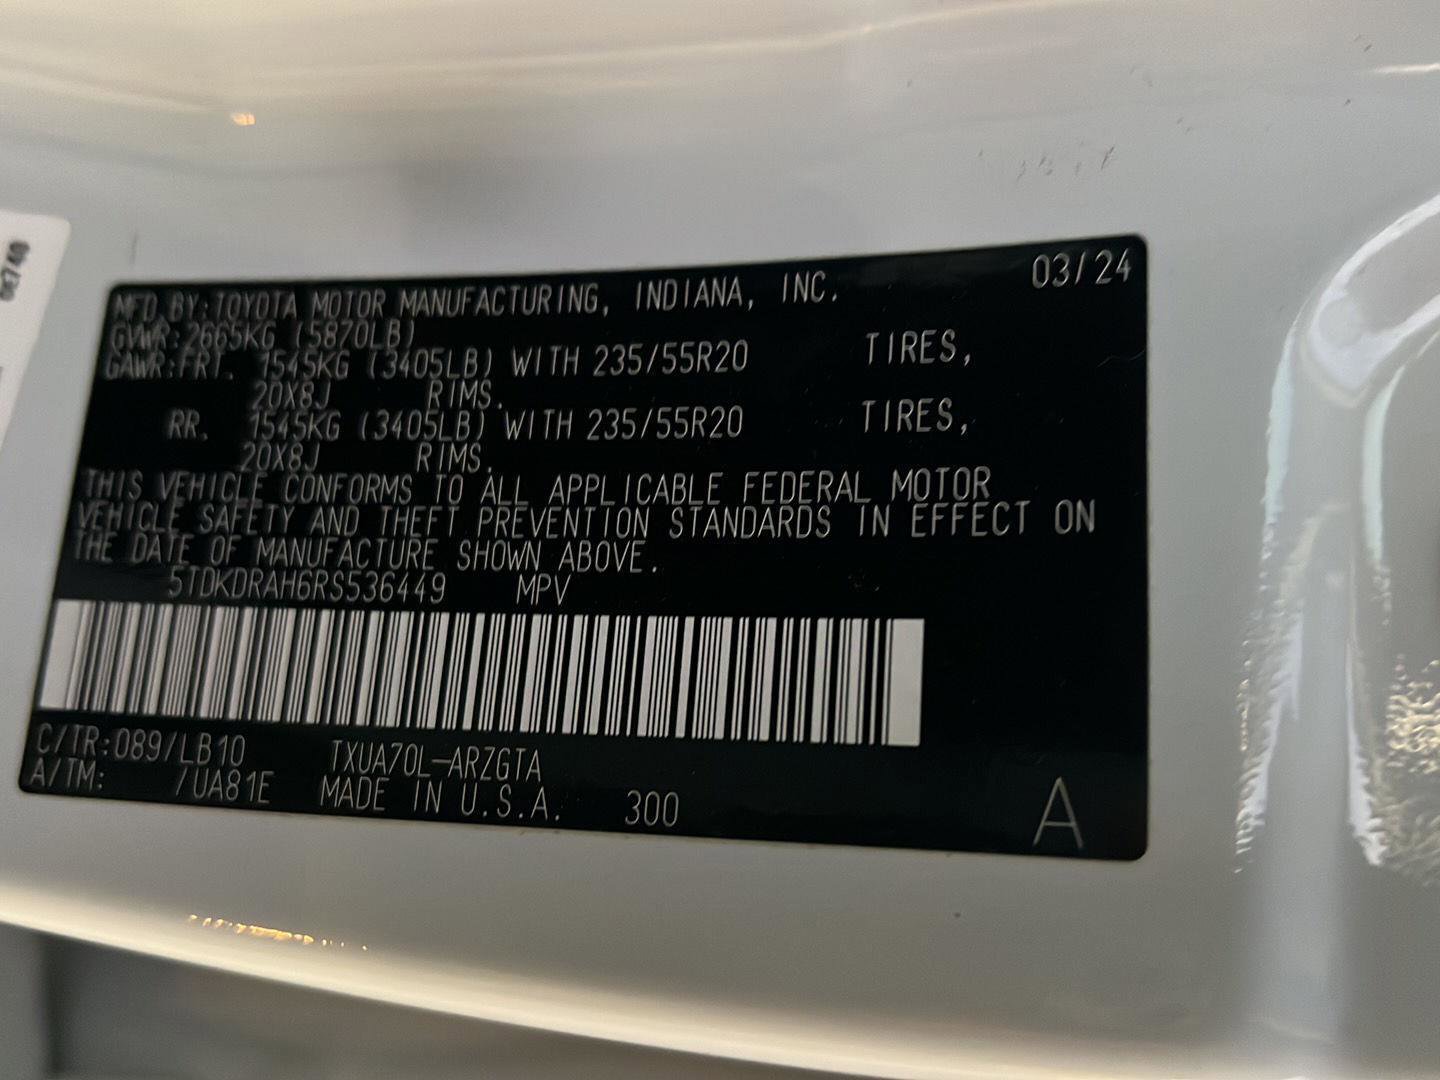 MFD.BY:TOYOTA MOTOR MANUFACTURING, INDIANA, INC. 03/24
GVWR:2665KG (5870LB)
GAWR:FRT. 1545KG (3405LB) WITH 235/55R20 TIRES,
20X8J RIMS,
RR. 1545KG (3405LB) WITH 235/55R20 TIRES,
20X8J RIMS.
THIS VEHICLE CONFORMS TO ALL APPLICABLE FEDERAL MOTOR
VEHICLE SAFETY AND THEFT PREVENTION STANDARDS IN EFFECT ON
THE DATE OF MANUFACTURE SHOWN ABOVE.
5TDKDRAH6RS536449 MPV
C/TR:089/LB10 TXUA70L-ARZGTA
A/TM: /UA81E MADE IN U.S.A. 300
A